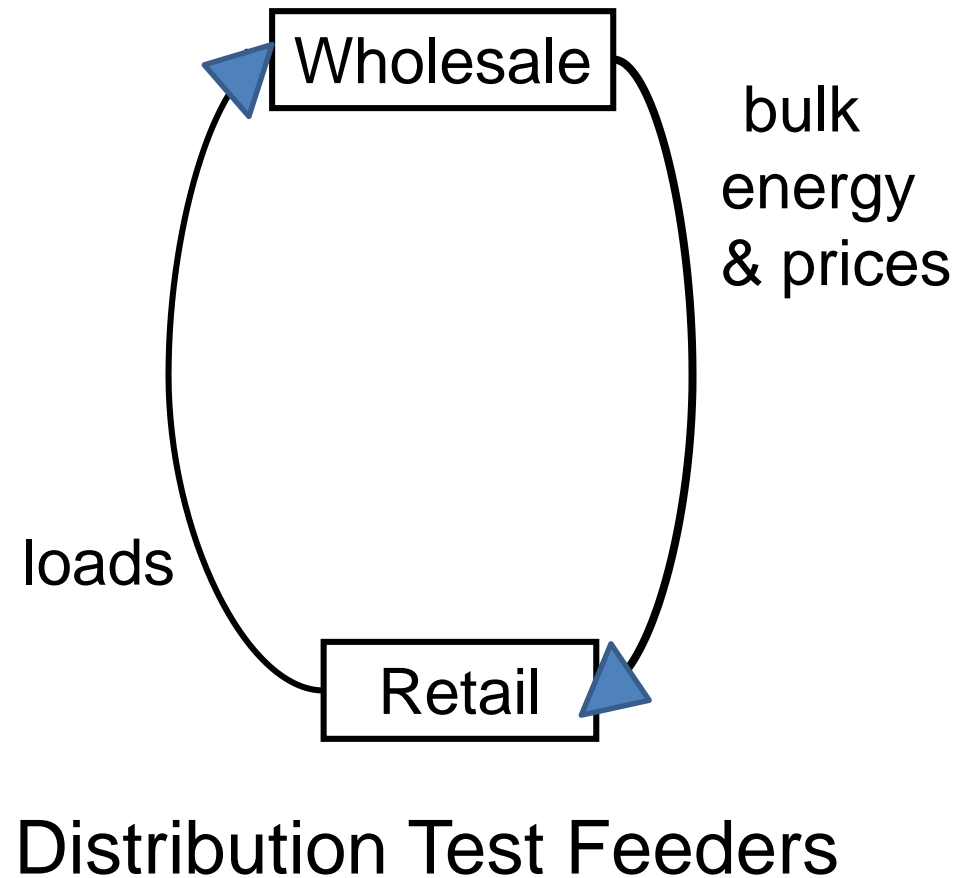 Wholesale
bulk
energy
& prices
loads
Retail
Distribution Test Feeders